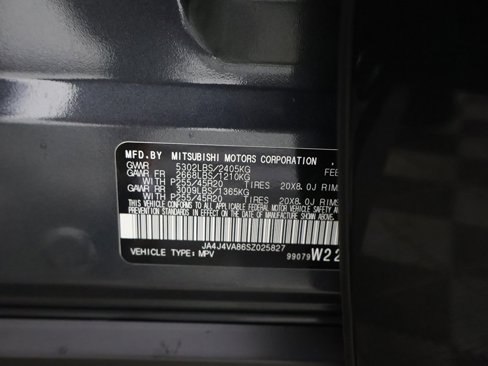 MFD.BY MITSUBISHI MOTORS CORPORATION
GVWR 5302LBS/2405KG FEB
GAWR FR 2668LBS/1210KG
WITH P255/45R20 TIRES 20X8.0J RIMS
GAWR RR 3009LBS/1365KG
WITH P255/45R20 TIRES 20X8.0J RIMS
THIS VEHICLE CONFORMS TO ALL APPLICABLE FEDERAL MOTOR VEHICLE SAFETY AND THEFT
PREVENTION STANDARDS IN EFFECT ON THE DATE OF MANUFACTURE SHOWN ABOVE.
JA4J4VA86SZ025827
VEHICLE TYPE: MPV 99079 W22